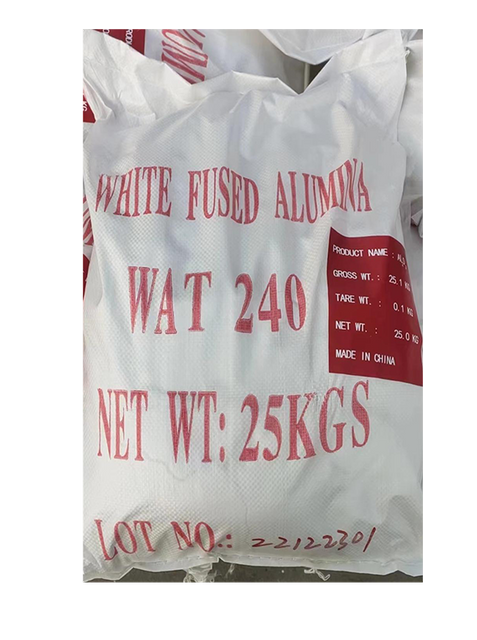 WHITE FUSED ALUMINA
WAT 240
NET WT: 25KGS
LOT NO.: 22122301
PRODUCT NAME :
GROSS WT. : 25.1 KG
TARE WT. : 0.1 KG
NET WT. : 25.0 KG
MADE IN CHINA